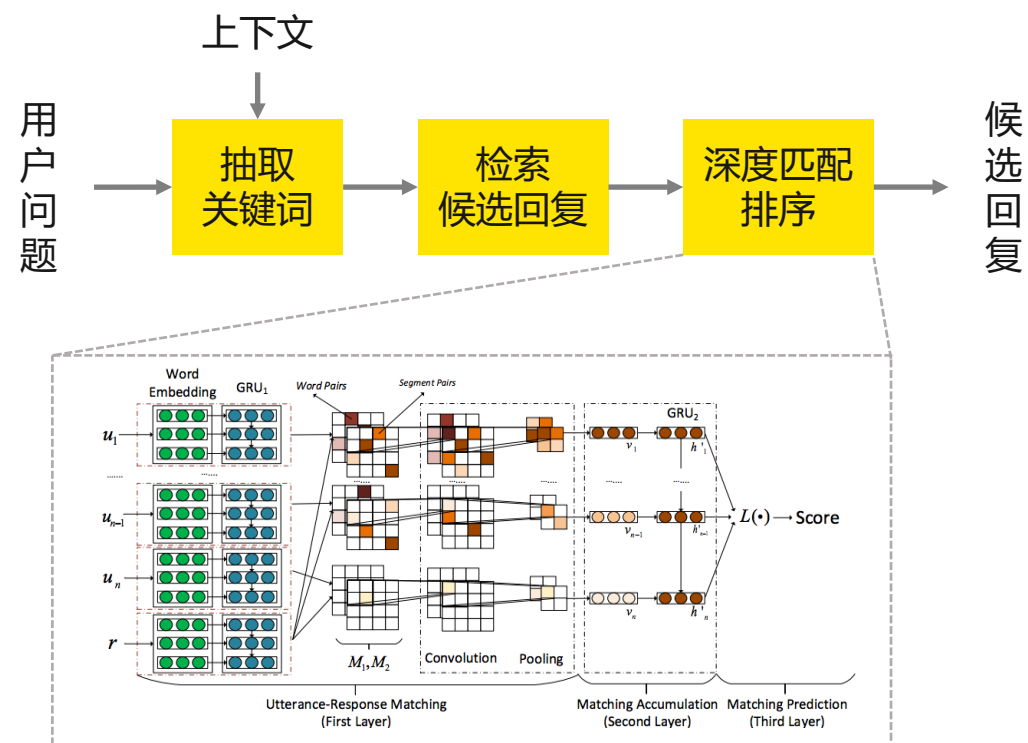 上下文
用户问题
抽取
关键词
检索
候选回复
深度匹配
排序
候选回复
Word
Embedding
GRU₁
Word Pairs
Segment Pairs
GRU₂
u₁
v₁
h'₁
.......
.......
.......
.......
.......
.......
.......
uₙ₋₁
vₙ₋₁
h'ₙ₋₁
L(•)
Score
uₙ
vₙ
h'ₙ
r
M₁, M₂
Convolution
Pooling
Utterance-Response Matching
(First Layer)
Matching Accumulation
(Second Layer)
Matching Prediction
(Third Layer)